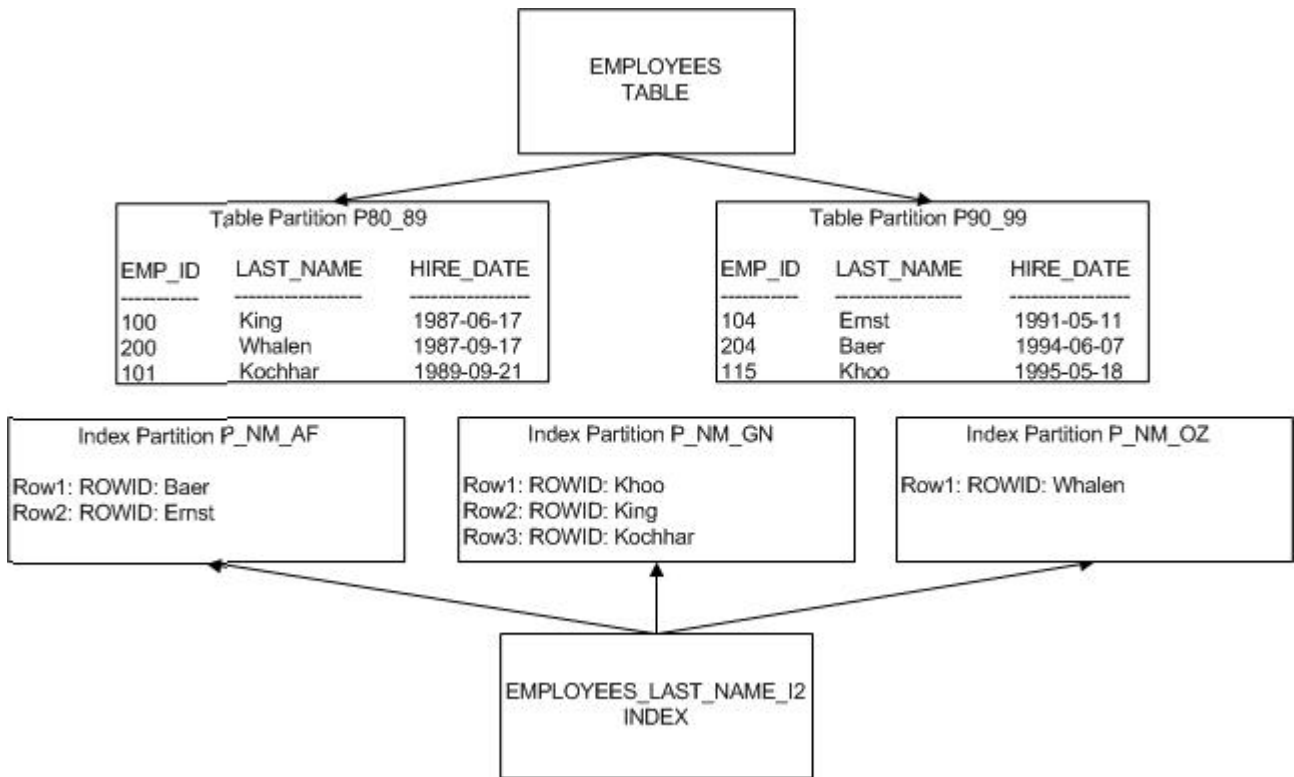 EMPLOYEES
TABLE
Table Partition P80_89
EMP_ID LAST_NAME HIRE_DATE
----------- ------------------- -----------------
100 King 1987-06-17
200 Whalen 1987-09-17
101 Kochhar 1989-09-21
Table Partition P90_99
EMP_ID LAST_NAME HIRE_DATE
----------- ------------------- -----------------
104 Ernst 1991-05-11
204 Baer 1994-06-07
115 Khoo 1995-05-18
Index Partition P_NM_AF
Row1: ROWID: Baer
Row2: ROWID: Ernst
Index Partition P_NM_GN
Row1: ROWID: Khoo
Row2: ROWID: King
Row3: ROWID: Kochhar
Index Partition P_NM_OZ
Row1: ROWID: Whalen
EMPLOYEES_LAST_NAME_I2
INDEX